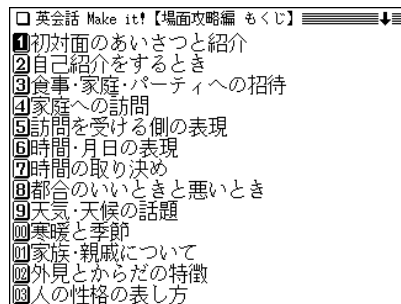 英会話 Make it!【場面攻略編 もくじ】
1初対面のあいさつと紹介
2自己紹介をするとき
3食事・家庭・パーティへの招待
4家庭への訪問
5訪問を受ける側の表現
6時間・月日の表現
7時間の取り決め
8都合のいいときと悪いとき
9天気・天候の話題
00寒暖と季節
01家族・親戚について
02外見とからだの特徴
03人の性格の表し方